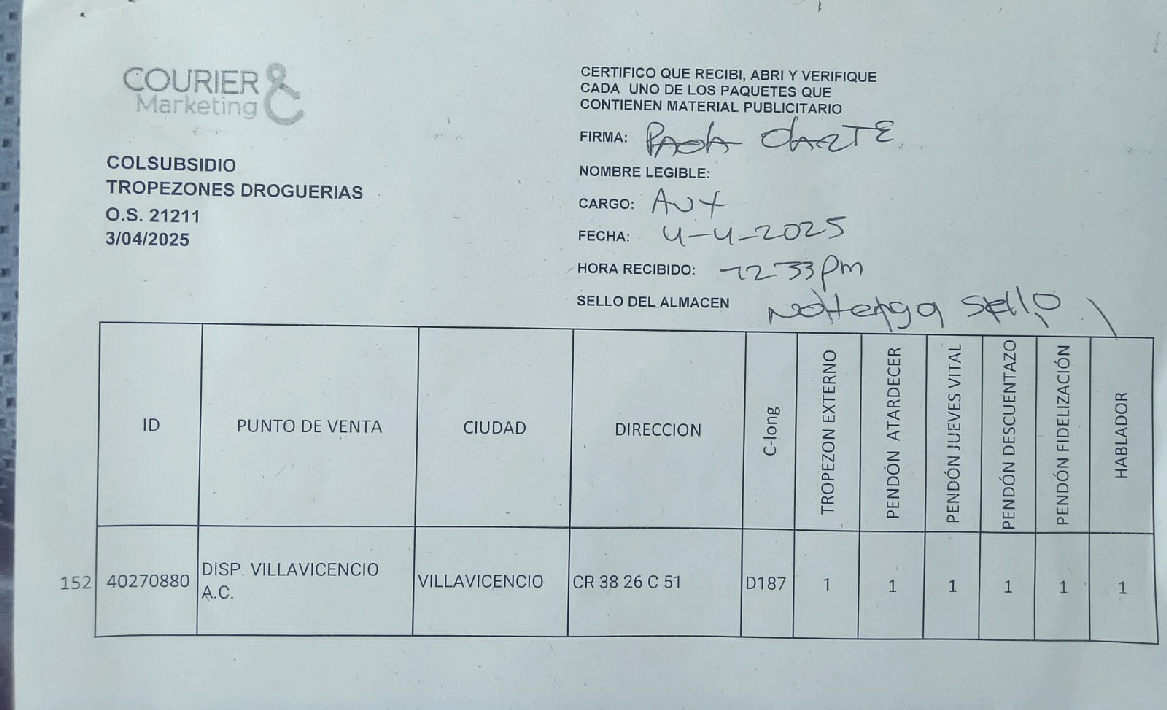 COURIER &
Marketing
COLSUBSIDIO
TROPEZONES DROGUERIAS
O.S. 21211
3/04/2025
CERTIFICO QUE RECIBI, ABRI Y VERIFIQUE
CADA UNO DE LOS PAQUETES QUE
CONTIENEN MATERIAL PUBLICITARIO
FIRMA: PAOLA OARTE
NOMBRE LEGIBLE:
CARGO: AUX
FECHA: 4-4-2025
HORA RECIBIDO: 12:33 pm
SELLO DEL ALMACEN sello
ID PUNTO DE VENTA CIUDAD DIRECCION C-long TROPEZON EXTERNO PENDÓN ATARDECER PENDÓN JUEVES VITAL PENDÓN DESCUENTAZO PENDÓN FIDELIZACIÓN HABLADOR
152 40270880 DISP. VILLAVICENCIO A.C. VILLAVICENCIO CR 38 26 C 51 D187 1 1 1 1 1 1